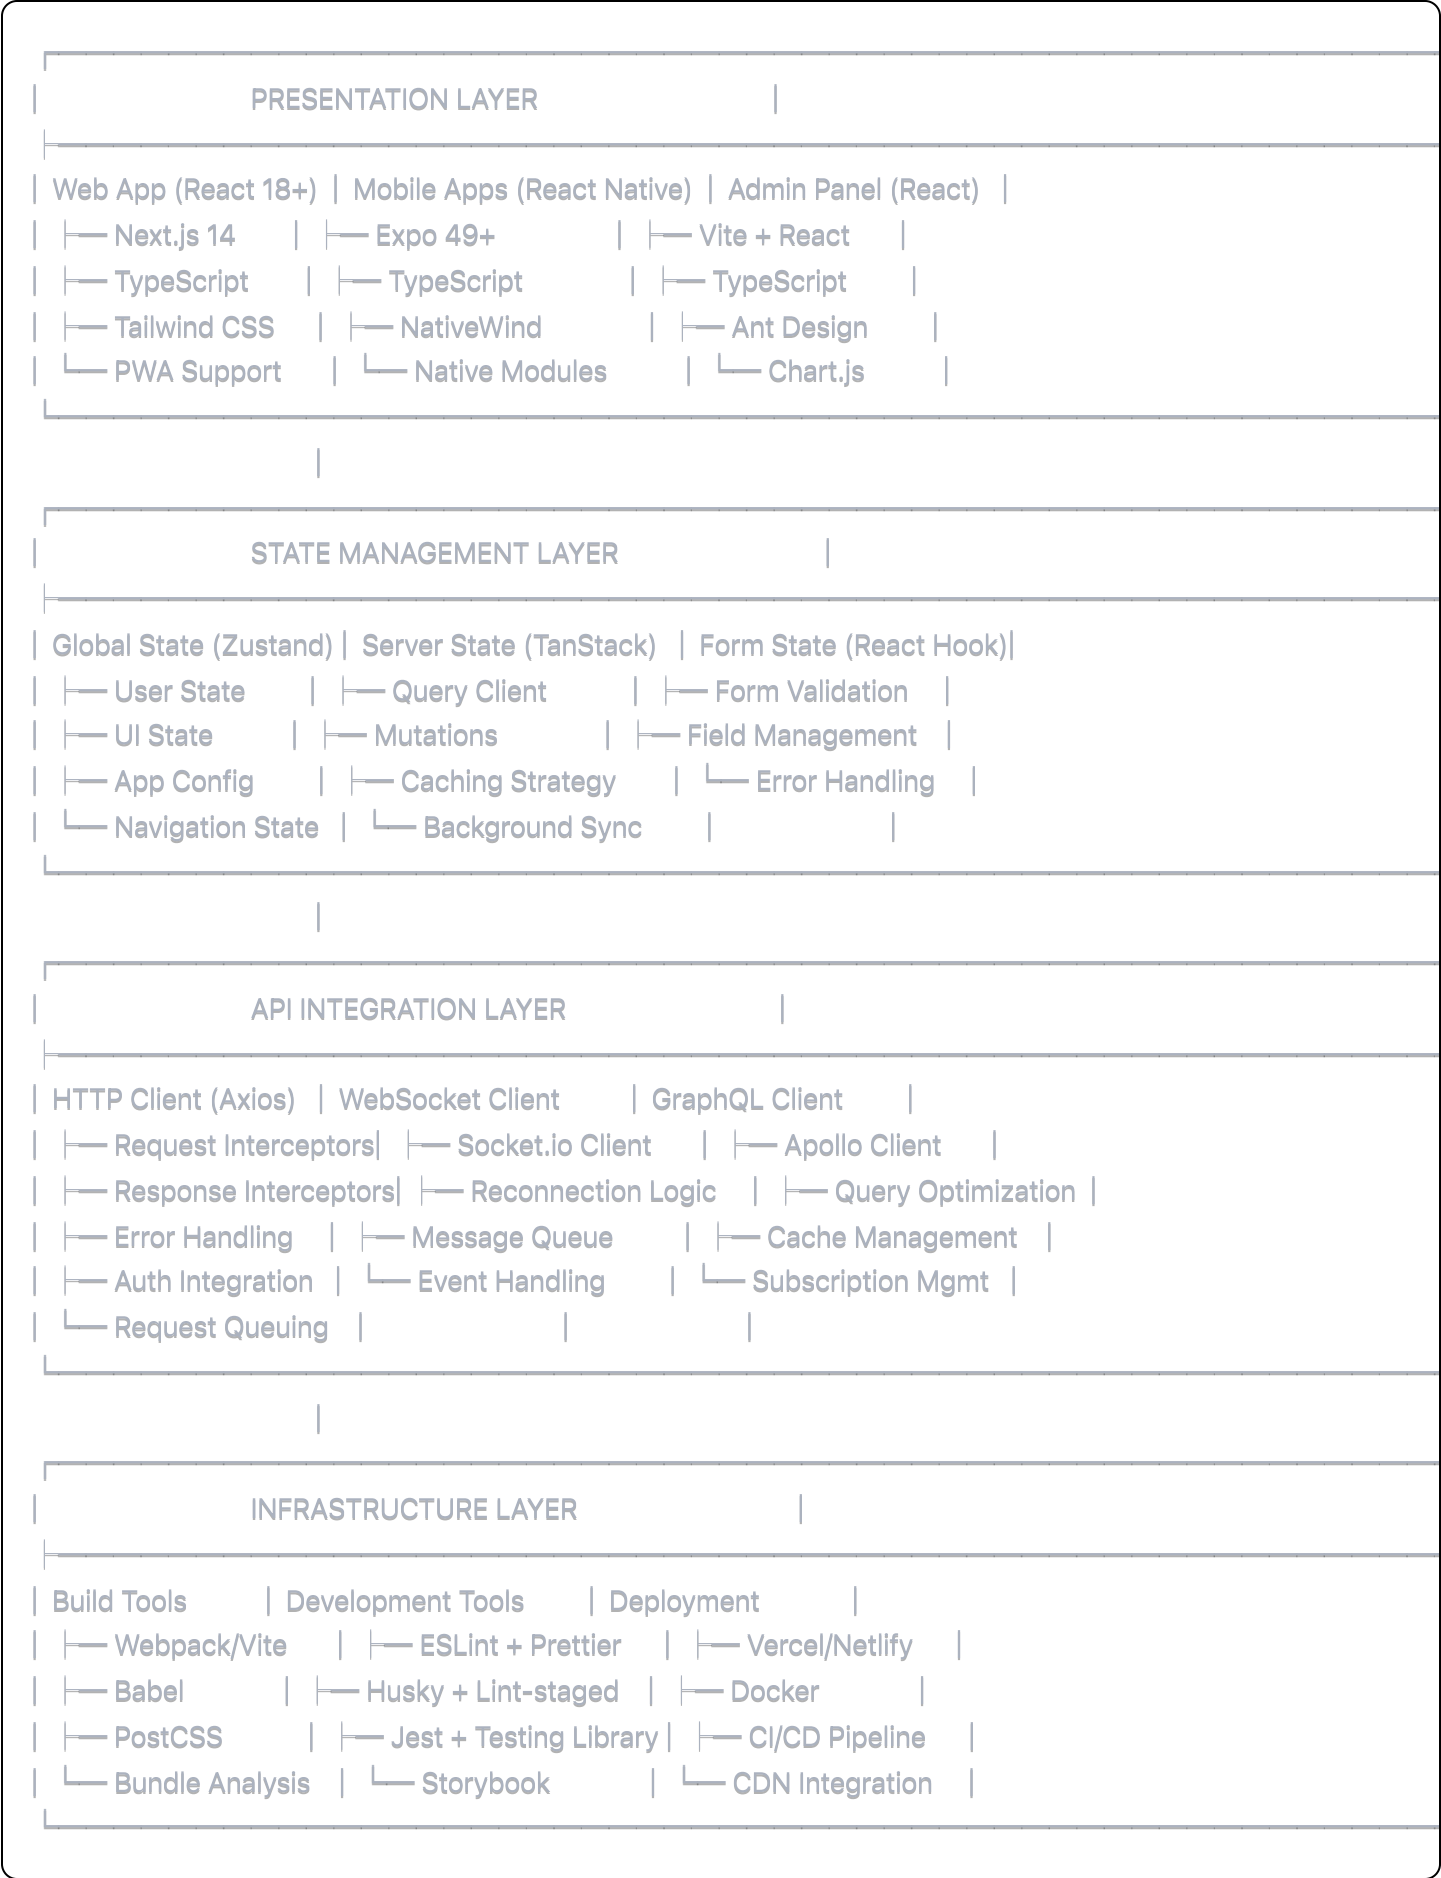 PRESENTATION LAYER
│ Web App (React 18+) │ Mobile Apps (React Native) │ Admin Panel (React) │
│ ├── Next.js 14 │ ├── Expo 49+ │ ├── Vite + React │
│ ├── TypeScript │ ├── TypeScript │ ├── TypeScript │
│ ├── Tailwind CSS │ ├── NativeWind │ ├── Ant Design │
│ └── PWA Support │ └── Native Modules │ └── Chart.js │
STATE MANAGEMENT LAYER
│ Global State (Zustand) │ Server State (TanStack) │ Form State (React Hook)│
│ ├── User State │ ├── Query Client │ ├── Form Validation │
│ ├── UI State │ ├── Mutations │ ├── Field Management │
│ ├── App Config │ ├── Caching Strategy │ └── Error Handling │
│ └── Navigation State │ └── Background Sync │ │
API INTEGRATION LAYER
│ HTTP Client (Axios) │ WebSocket Client │ GraphQL Client │
│ ├── Request Interceptors│ ├── Socket.io Client │ ├── Apollo Client │
│ ├── Response Interceptors│ ├── Reconnection Logic │ ├── Query Optimization │
│ ├── Error Handling │ ├── Message Queue │ ├── Cache Management │
│ ├── Auth Integration │ └── Event Handling │ └── Subscription Mgmt │
│ └── Request Queuing │ │ │
INFRASTRUCTURE LAYER
│ Build Tools │ Development Tools │ Deployment │
│ ├── Webpack/Vite │ ├── ESLint + Prettier │ ├── Vercel/Netlify │
│ ├── Babel │ ├── Husky + Lint-staged │ ├── Docker │
│ ├── PostCSS │ ├── Jest + Testing Library │ ├── CI/CD Pipeline │
│ └── Bundle Analysis │ └── Storybook │ └── CDN Integration │